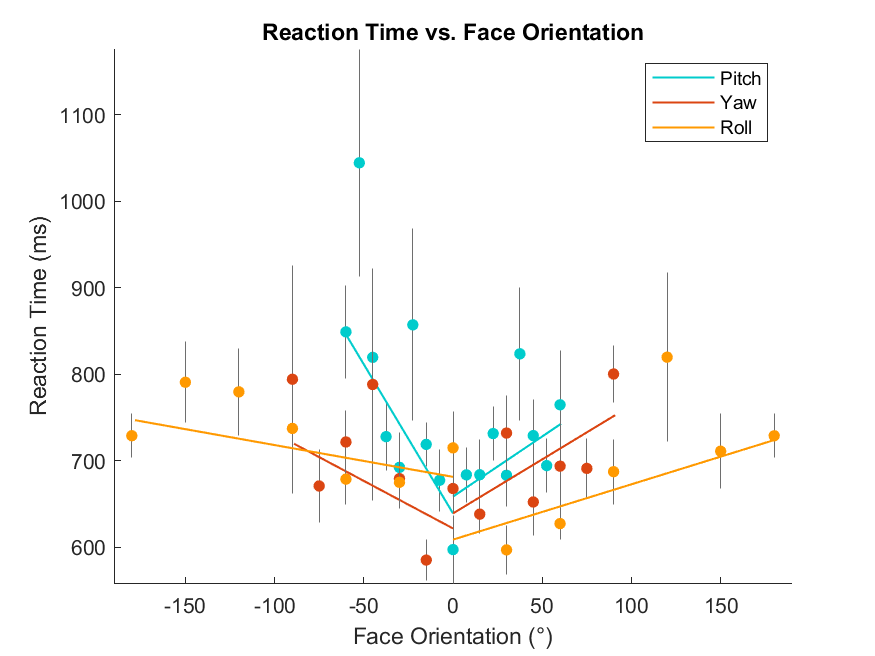 Reaction Time vs. Face Orientation
Pitch
Yaw
Roll
Reaction Time (ms)
1100
1000
900
800
700
600
-150
-100
-50
0
50
100
150
Face Orientation (°)